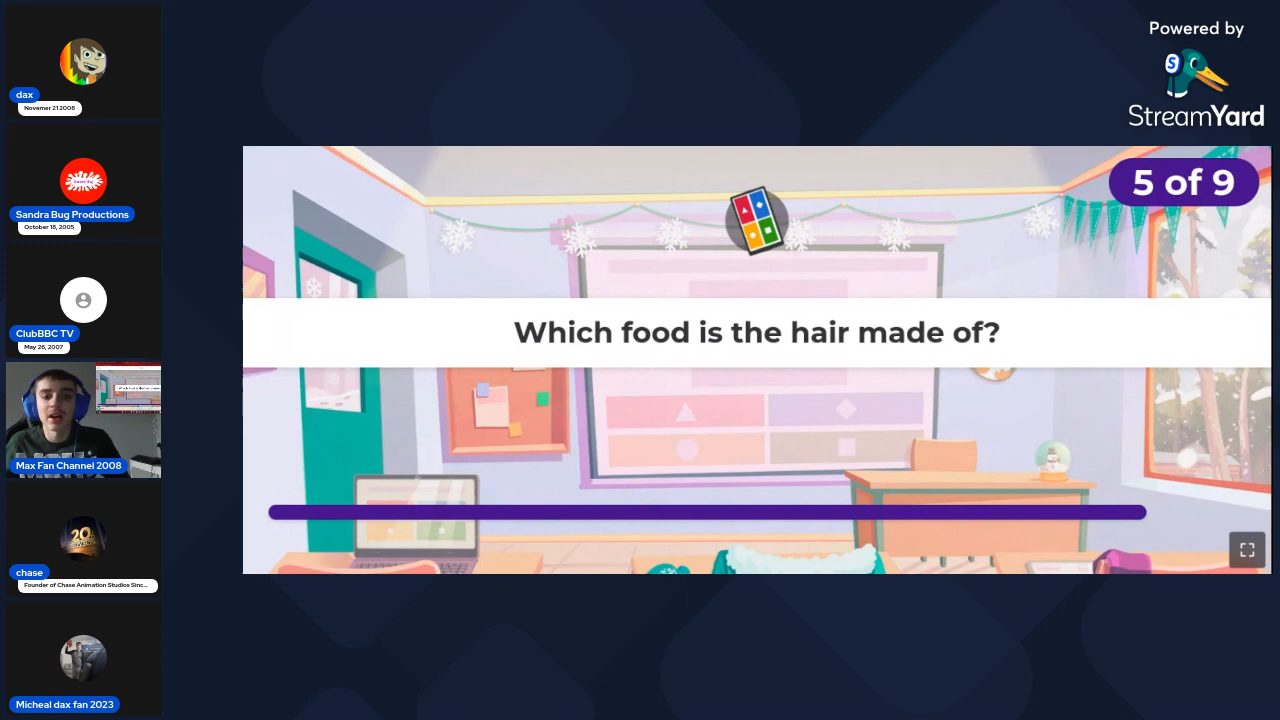 dax
Novemer 21 2008
Sandra Bug Productions
October 16, 2005
ClubBBC TV
May 26, 2007
Max Fan Channel 2008
chase
Founder of Chase Animation Studios Sinc...
Micheal dax fan 2023
Powered by
StreamYard
5 of 9
Which food is the hair made of?